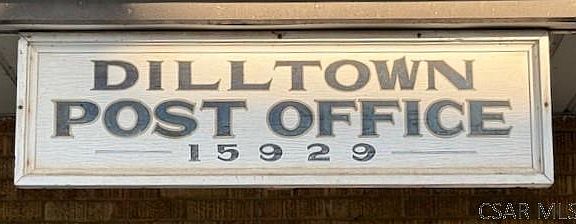 DILLTOWN
POST OFFICE
15929
CSAR MLS